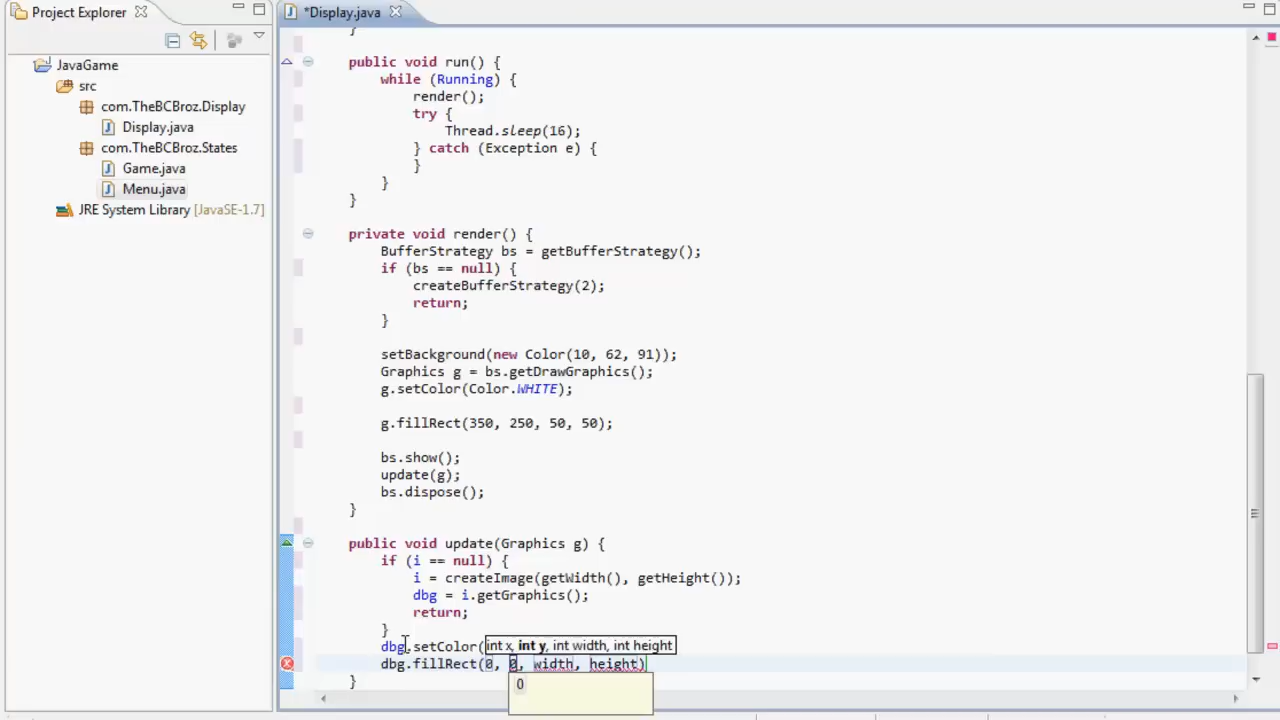 Project Explorer
JavaGame
src
com.TheBCBroz.Display
Display.java
com.TheBCBroz.States
Game.java
Menu.java
JRE System Library [JavaSE-1.7]
*Display.java
}
public void run() {
while (Running) {
render();
try {
Thread.sleep(16);
} catch (Exception e) {
}
}
}
private void render() {
BufferStrategy bs = getBufferStrategy();
if (bs == null) {
createBufferStrategy(2);
return;
}
setBackground(new Color(10, 62, 91));
Graphics g = bs.getDrawGraphics();
g.setColor(Color.WHITE);
g.fillRect(350, 250, 50, 50);
bs.show();
update(g);
bs.dispose();
}
public void update(Graphics g) {
if (i == null) {
i = createImage(getWidth(), getHeight());
dbg = i.getGraphics();
return;
}
dbg.setColor(
int x, int y, int width, int height
dbg.fillRect(0, 0, width, height)
0
}